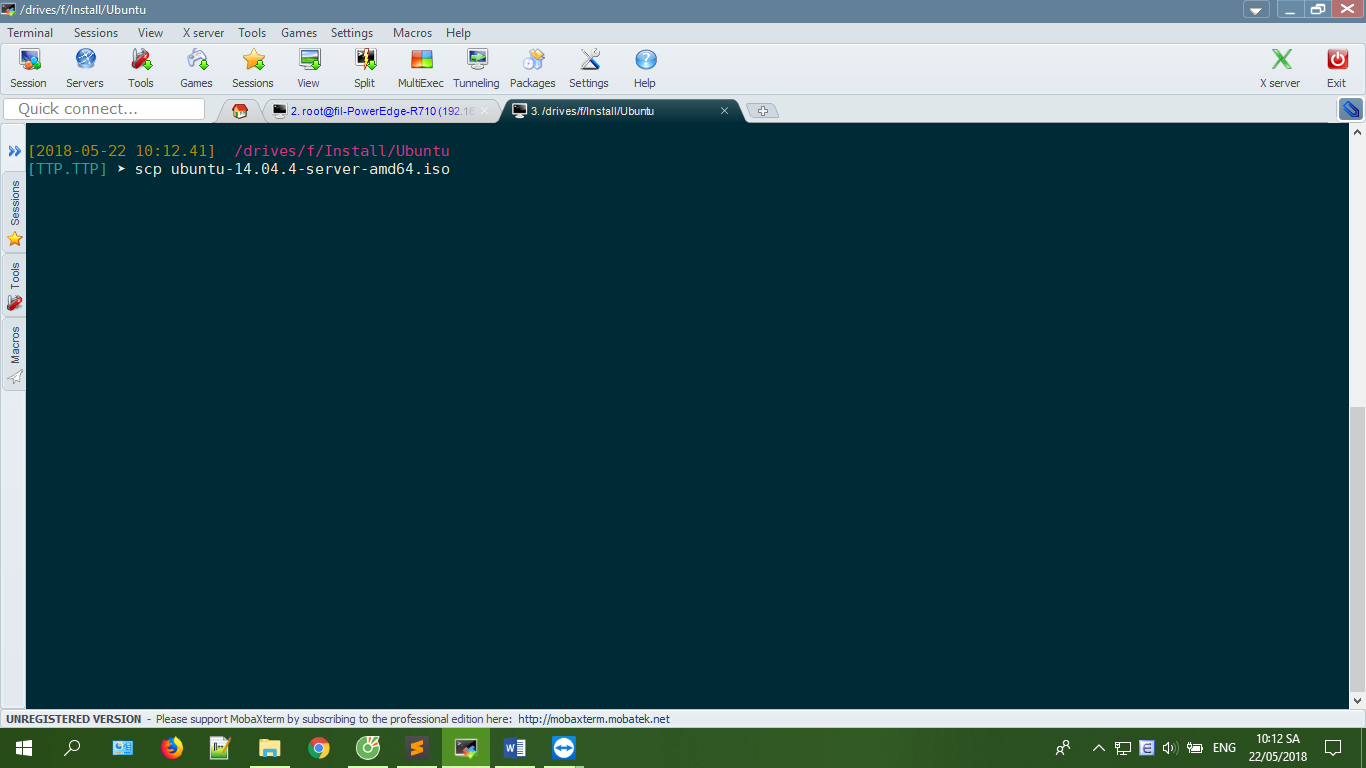 /drives/f/Install/Ubuntu
Terminal Sessions View X server Tools Games Settings Macros Help
Session Servers Tools Games Sessions View Split MultiExec Tunneling Packages Settings Help X server Exit
Quick connect...
2. root@fil-PowerEdge-R710 (192.16
3. /drives/f/Install/Ubuntu
[2018-05-22 10:12.41] /drives/f/Install/Ubuntu
[TTP.TTP] ➤ scp ubuntu-14.04.4-server-amd64.iso
Sessions
Tools
Macros
UNREGISTERED VERSION - Please support MobaXterm by subscribing to the professional edition here: http://mobaxterm.mobatek.net
ENG
10:12 SA
22/05/2018